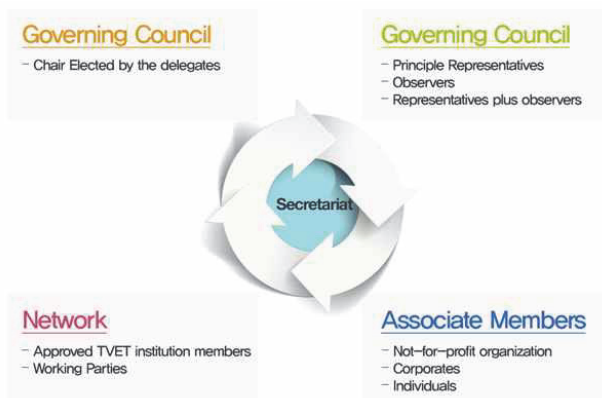 Governing Council
- Chair Elected by the delegates
Governing Council
- Principle Representatives
- Observers
- Representatives plus observers
Secretariat
Network
- Approved TVET institution members
- Working Parties
Associate Members
- Not-for-profit organization
- Corporates
- Individuals